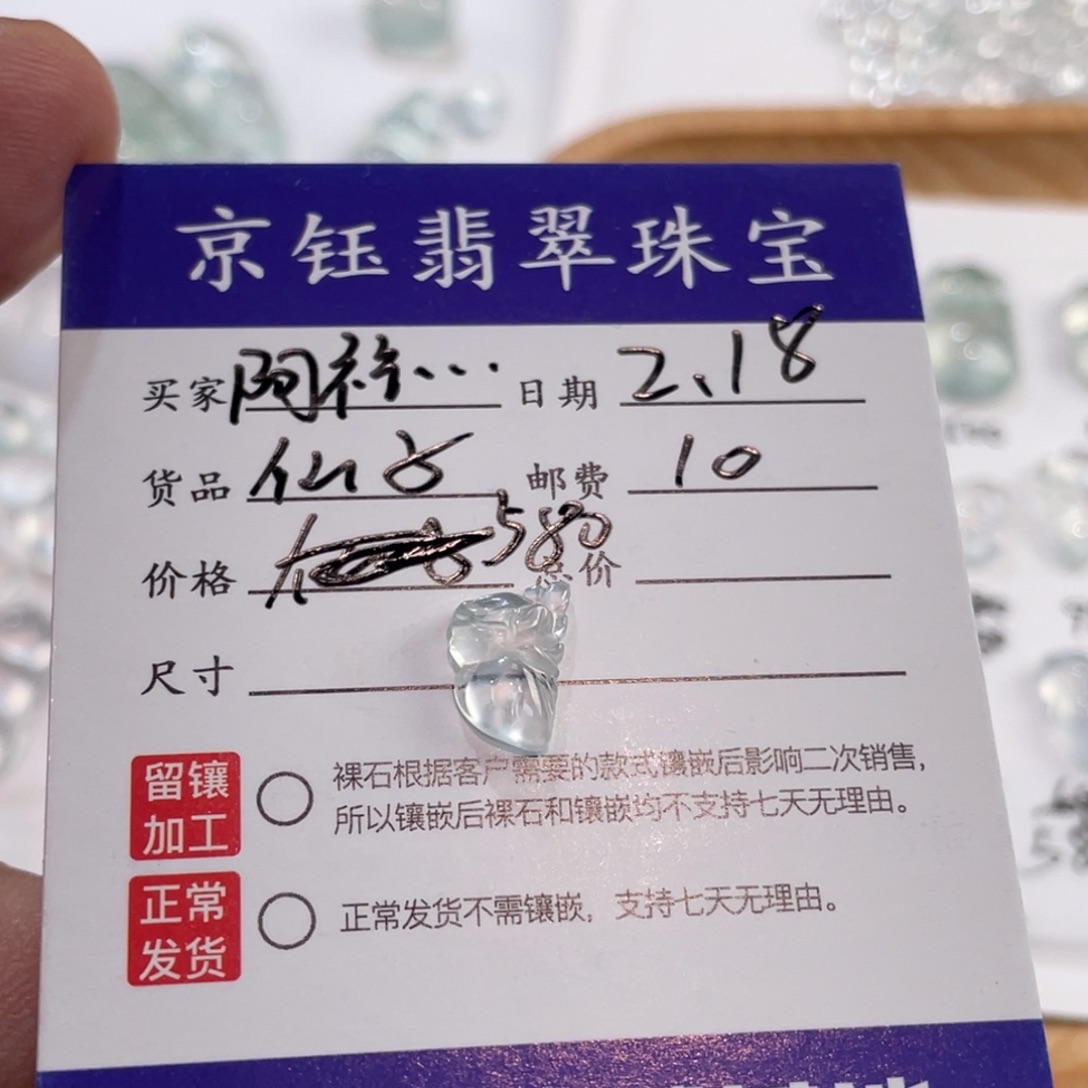 京钰翡翠珠宝
买家 阿 ... 日期 2、18
货品 仙 邮费 10
价格 580 总价
尺寸
留镶加工 裸石根据客户需要的款式镶嵌后影响二次销售,
所以镶嵌后裸石和镶嵌均不支持七天无理由。
正常发货 正常发货不需镶嵌, 支持七天无理由。